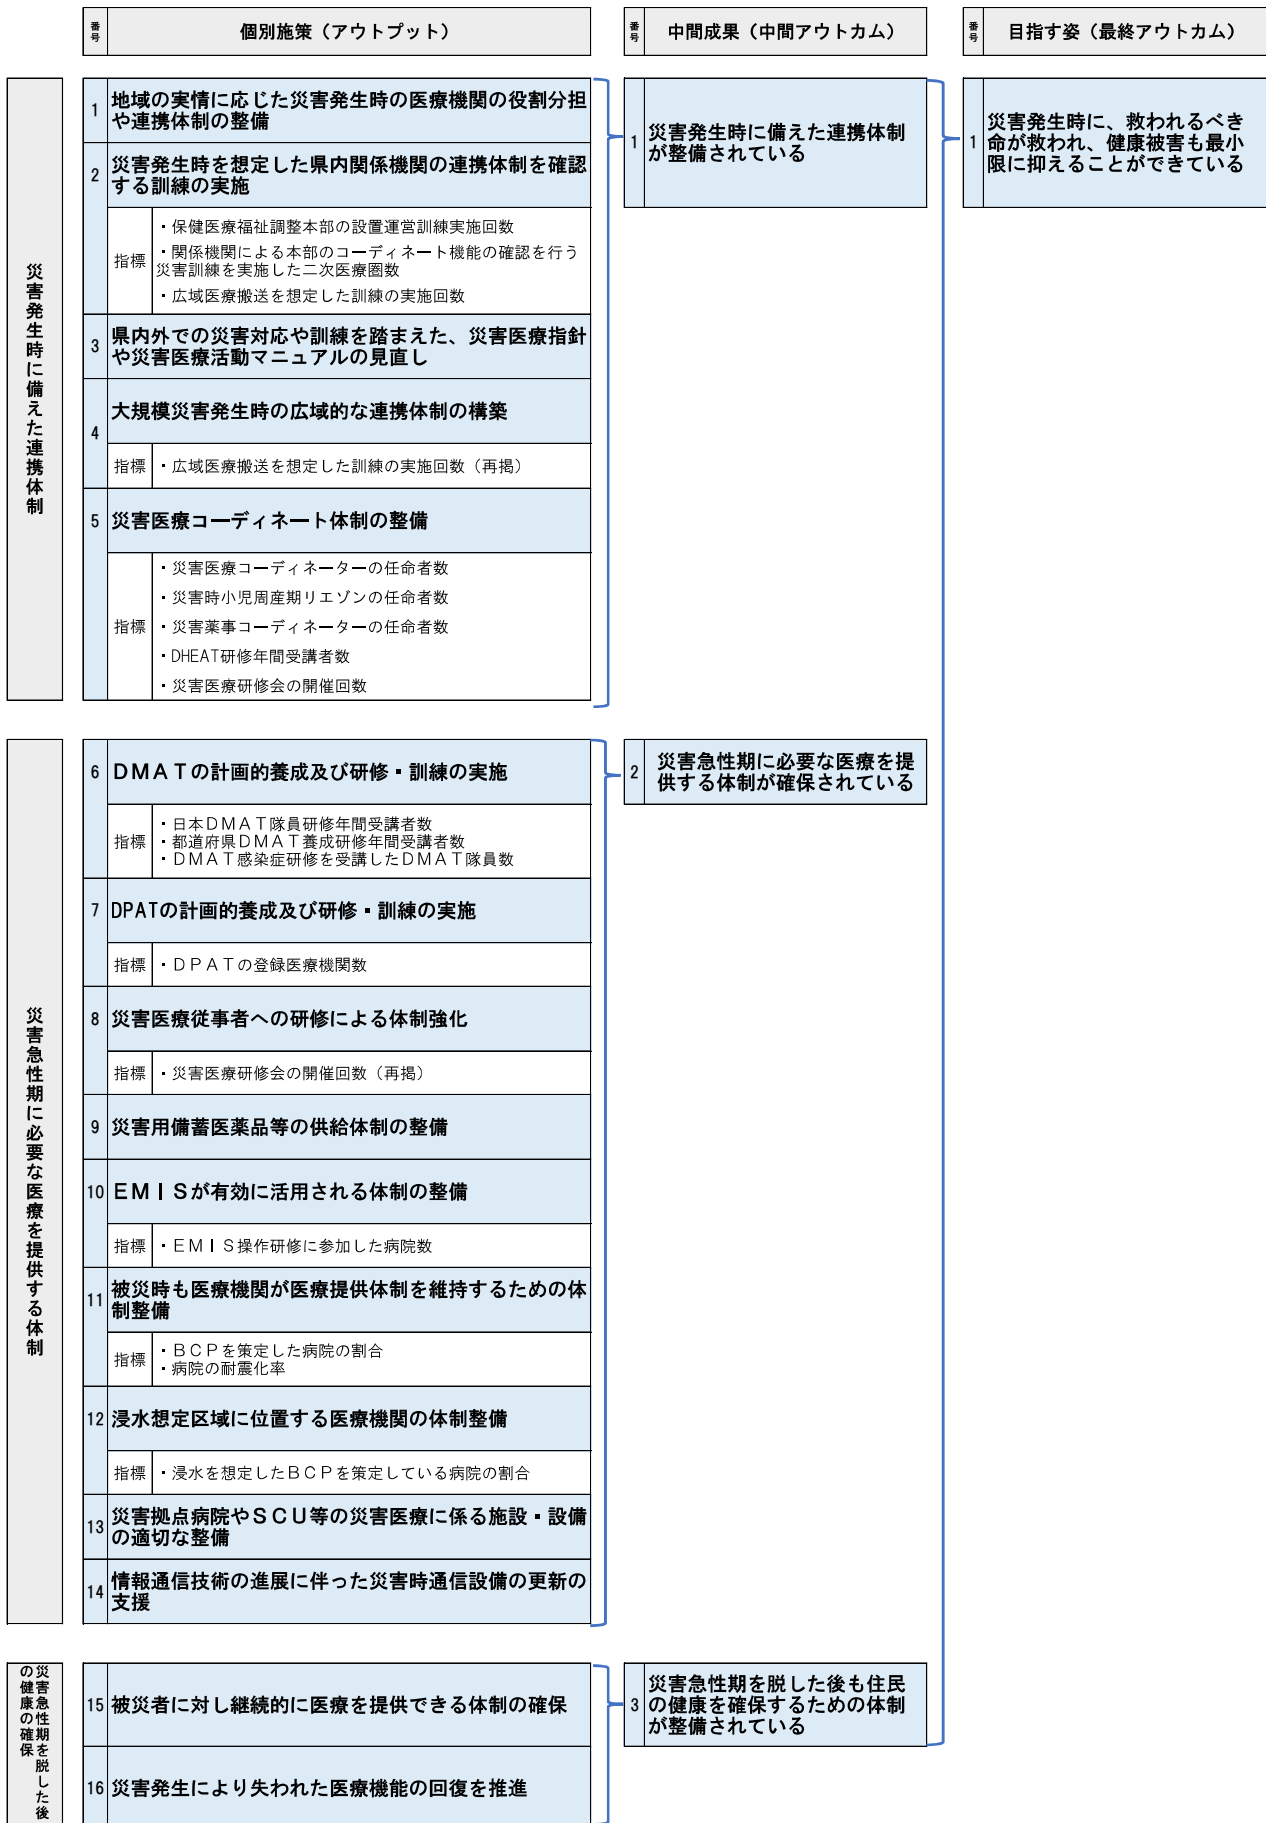 番号
個別施策（アウトプット）
番号
中間成果（中間アウトカム）
番号
目指す姿（最終アウトカム）
災害発生時に備えた連携体制
1
地域の実情に応じた災害発生時の医療機関の役割分担
や連携体制の整備
2
災害発生時を想定した県内関係機関の連携体制を確認
する訓練の実施
指標
・保健医療福祉調整本部の設置運営訓練実施回数
・関係機関による本部のコーディネート機能の確認を行う
災害訓練を実施した二次医療圏数
・広域医療搬送を想定した訓練の実施回数
3
県内外での災害対応や訓練を踏まえた、災害医療指針
や災害医療活動マニュアルの見直し
4
大規模災害発生時の広域的な連携体制の構築
指標
・広域医療搬送を想定した訓練の実施回数（再掲）
5
災害医療コーディネート体制の整備
指標
・災害医療コーディネーターの任命者数
・災害時小児周産期リエゾンの任命者数
・災害薬事コーディネーターの任命者数
・DHEAT研修年間受講者数
・災害医療研修会の開催回数
1
災害発生時に備えた連携体制
が整備されている
1
災害発生時に、救われるべき
命が救われ、健康被害も最小
限に抑えることができている
災害急性期に必要な医療を提供する体制
6
ＤＭＡＴの計画的養成及び研修・訓練の実施
指標
・日本ＤＭＡＴ隊員研修年間受講者数
・都道府県ＤＭＡＴ養成研修年間受講者数
・ＤＭＡＴ感染症研修を受講したＤＭＡＴ隊員数
7
DPATの計画的養成及び研修・訓練の実施
指標
・ＤＰＡＴの登録医療機関数
8
災害医療従事者への研修による体制強化
指標
・災害医療研修会の開催回数（再掲）
9
災害用備蓄医薬品等の供給体制の整備
10
ＥＭＩＳが有効に活用される体制の整備
指標
・ＥＭＩＳ操作研修に参加した病院数
11
被災時も医療機関が医療提供体制を維持するための体
制整備
指標
・ＢＣＰを策定した病院の割合
・病院の耐震化率
12
浸水想定区域に位置する医療機関の体制整備
指標
・浸水を想定したＢＣＰを策定している病院の割合
13
災害拠点病院やＳＣＵ等の災害医療に係る施設・設備
の適切な整備
14
情報通信技術の進展に伴った災害時通信設備の更新の
支援
2
災害急性期に必要な医療を提
供する体制が確保されている
災害急性期を脱した後
の健康の確保
15
被災者に対し継続的に医療を提供できる体制の確保
16
災害発生により失われた医療機能の回復を推進
3
災害急性期を脱した後も住民
の健康を確保するための体制
が整備されている